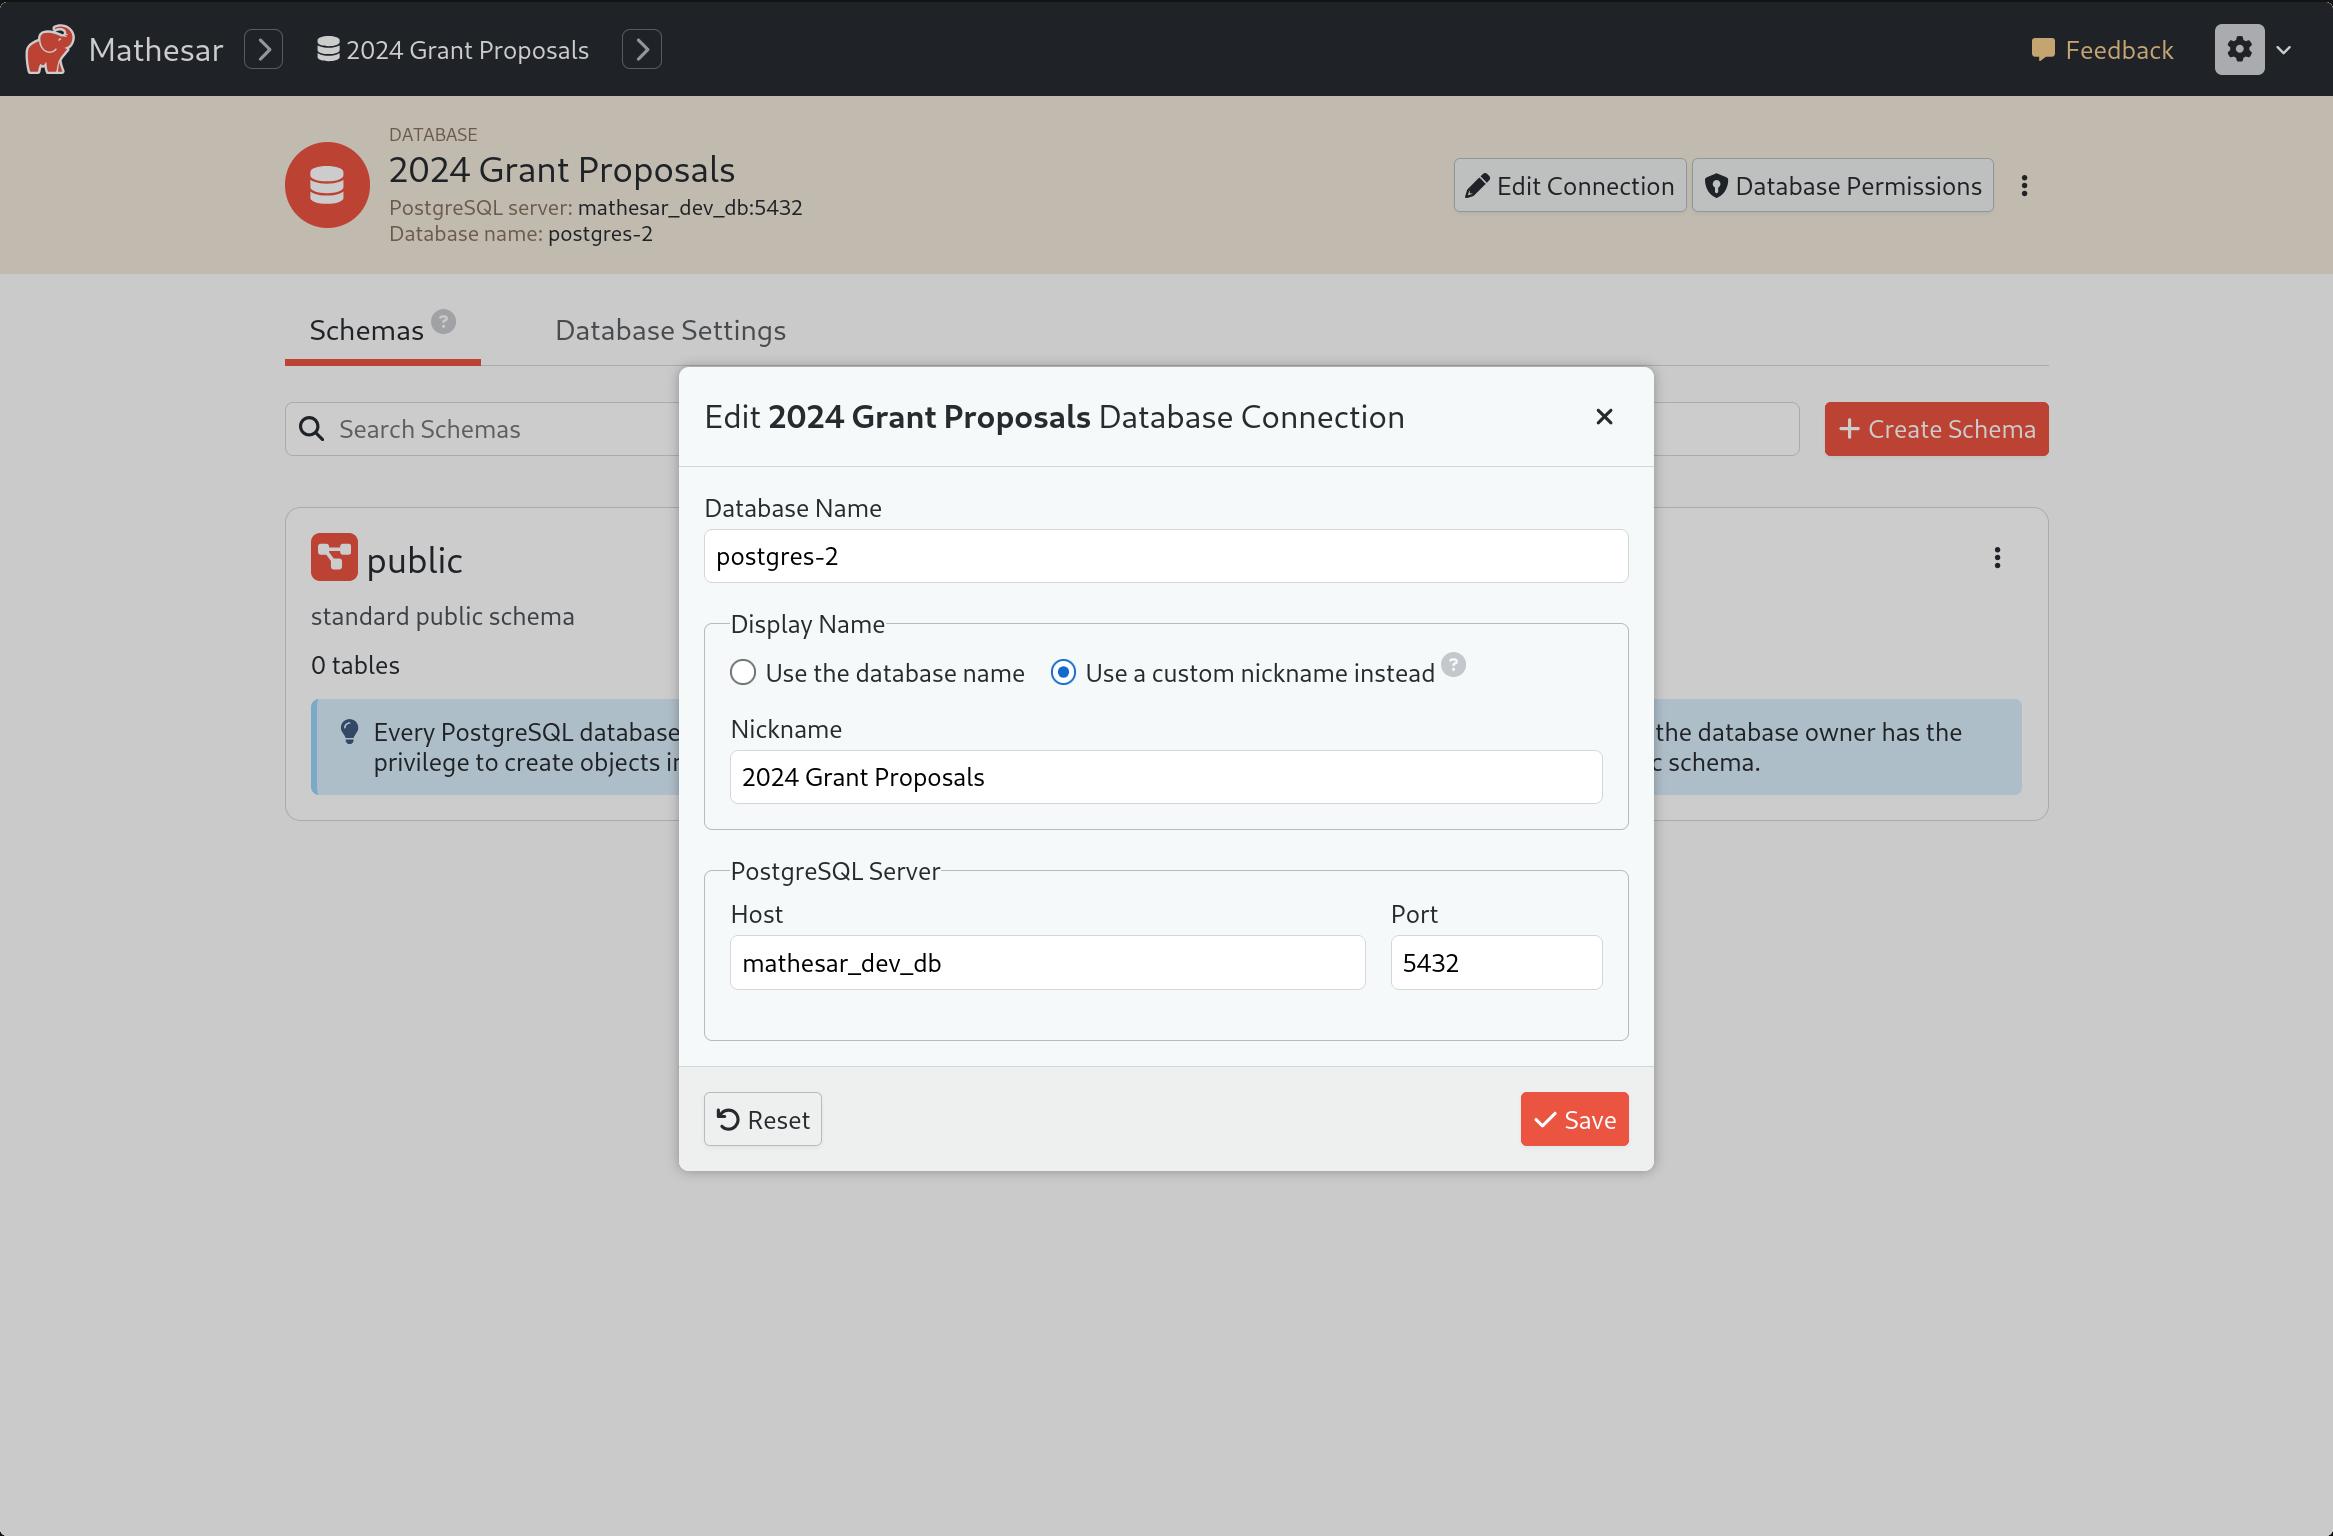 Mathesar
2024 Grant Proposals
Feedback
DATABASE
2024 Grant Proposals
PostgreSQL server: mathesar_dev_db:5432
Database name: postgres-2
Edit Connection
Database Permissions
Schemas ?
Database Settings
Search Schemas
Create Schema
public
standard public schema
0 tables
Every PostgreSQL database
the database owner has the
privilege to create objects in
c schema.
Edit 2024 Grant Proposals Database Connection
Database Name
postgres-2
Display Name
Use the database name
Use a custom nickname instead ?
Nickname
2024 Grant Proposals
PostgreSQL Server
Host
Port
mathesar_dev_db
5432
Reset
Save